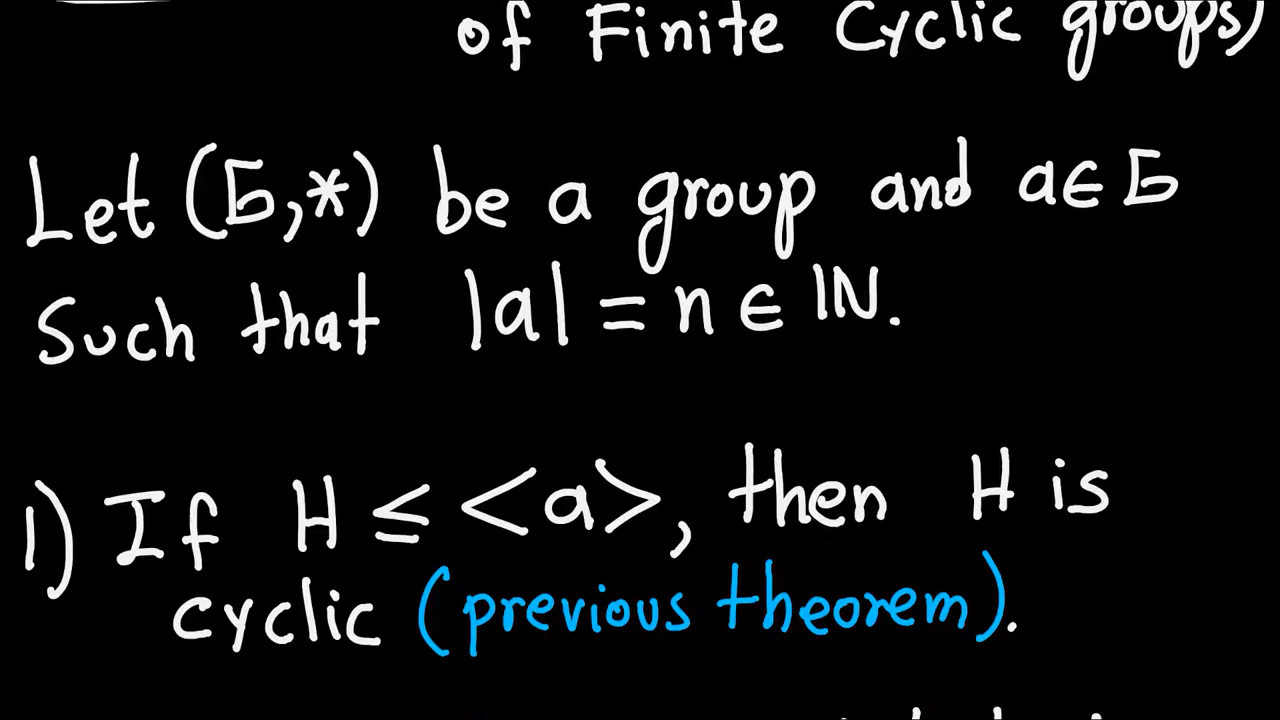 of Finite Cyclic groups)
Let (G,*) be a group and a∈G
Such that |a| = n ∈ ℕ.
1) If H ≤ <a>, then H is
cyclic (previous theorem).